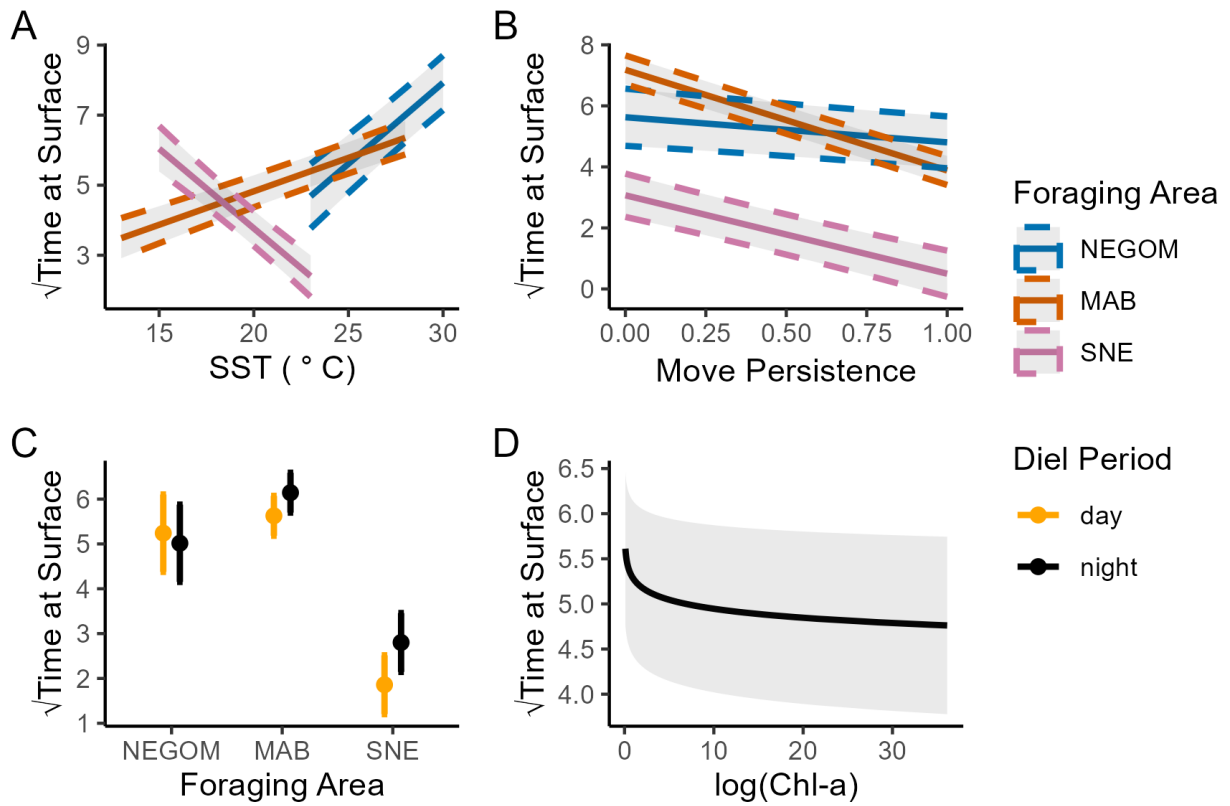 A
√Time at Surface
9
7
5
3
15
20
25
30
SST ( ° C)
B
√Time at Surface
8
6
4
2
0
0.00
0.25
0.50
0.75
1.00
Move Persistence
Foraging Area
NEGOM
MAB
SNE
C
√Time at Surface
6
5
4
3
2
1
NEGOM
MAB
SNE
Foraging Area
D
√Time at Surface
6.5
6.0
5.5
5.0
4.5
4.0
0
10
20
30
log(Chl-a)
Diel Period
day
night